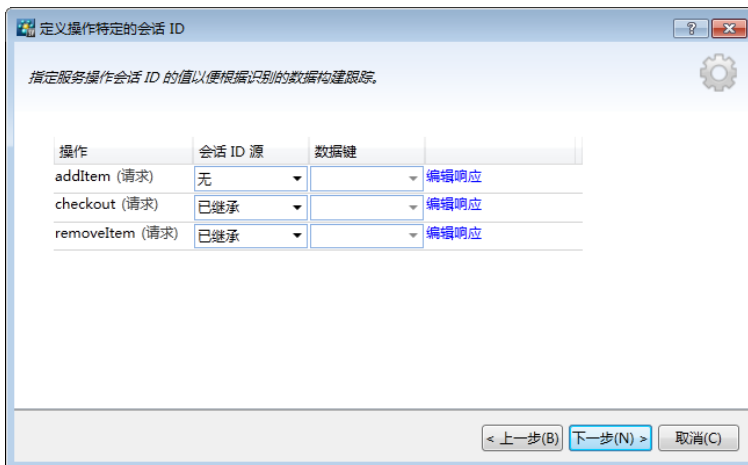 定义操作特定的会话 ID
指定服务操作会话 ID 的值以便根据识别的数据构建跟踪。
操作 会话 ID 源 数据键
addItem (请求) 无 编辑响应
checkout (请求) 已继承 编辑响应
removeItem (请求) 已继承 编辑响应
< 上一步(B) 下一步(N) > 取消(C)